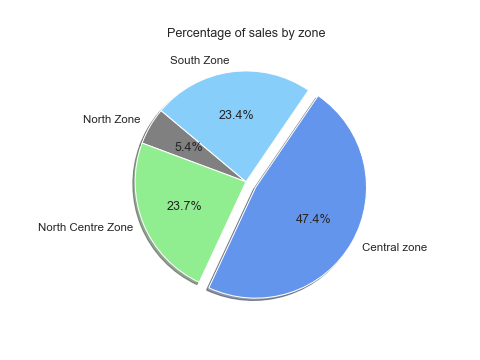 Percentage of sales by zone
South Zone
23.4%
North Zone
5.4%
23.7%
47.4%
North Centre Zone
Central zone